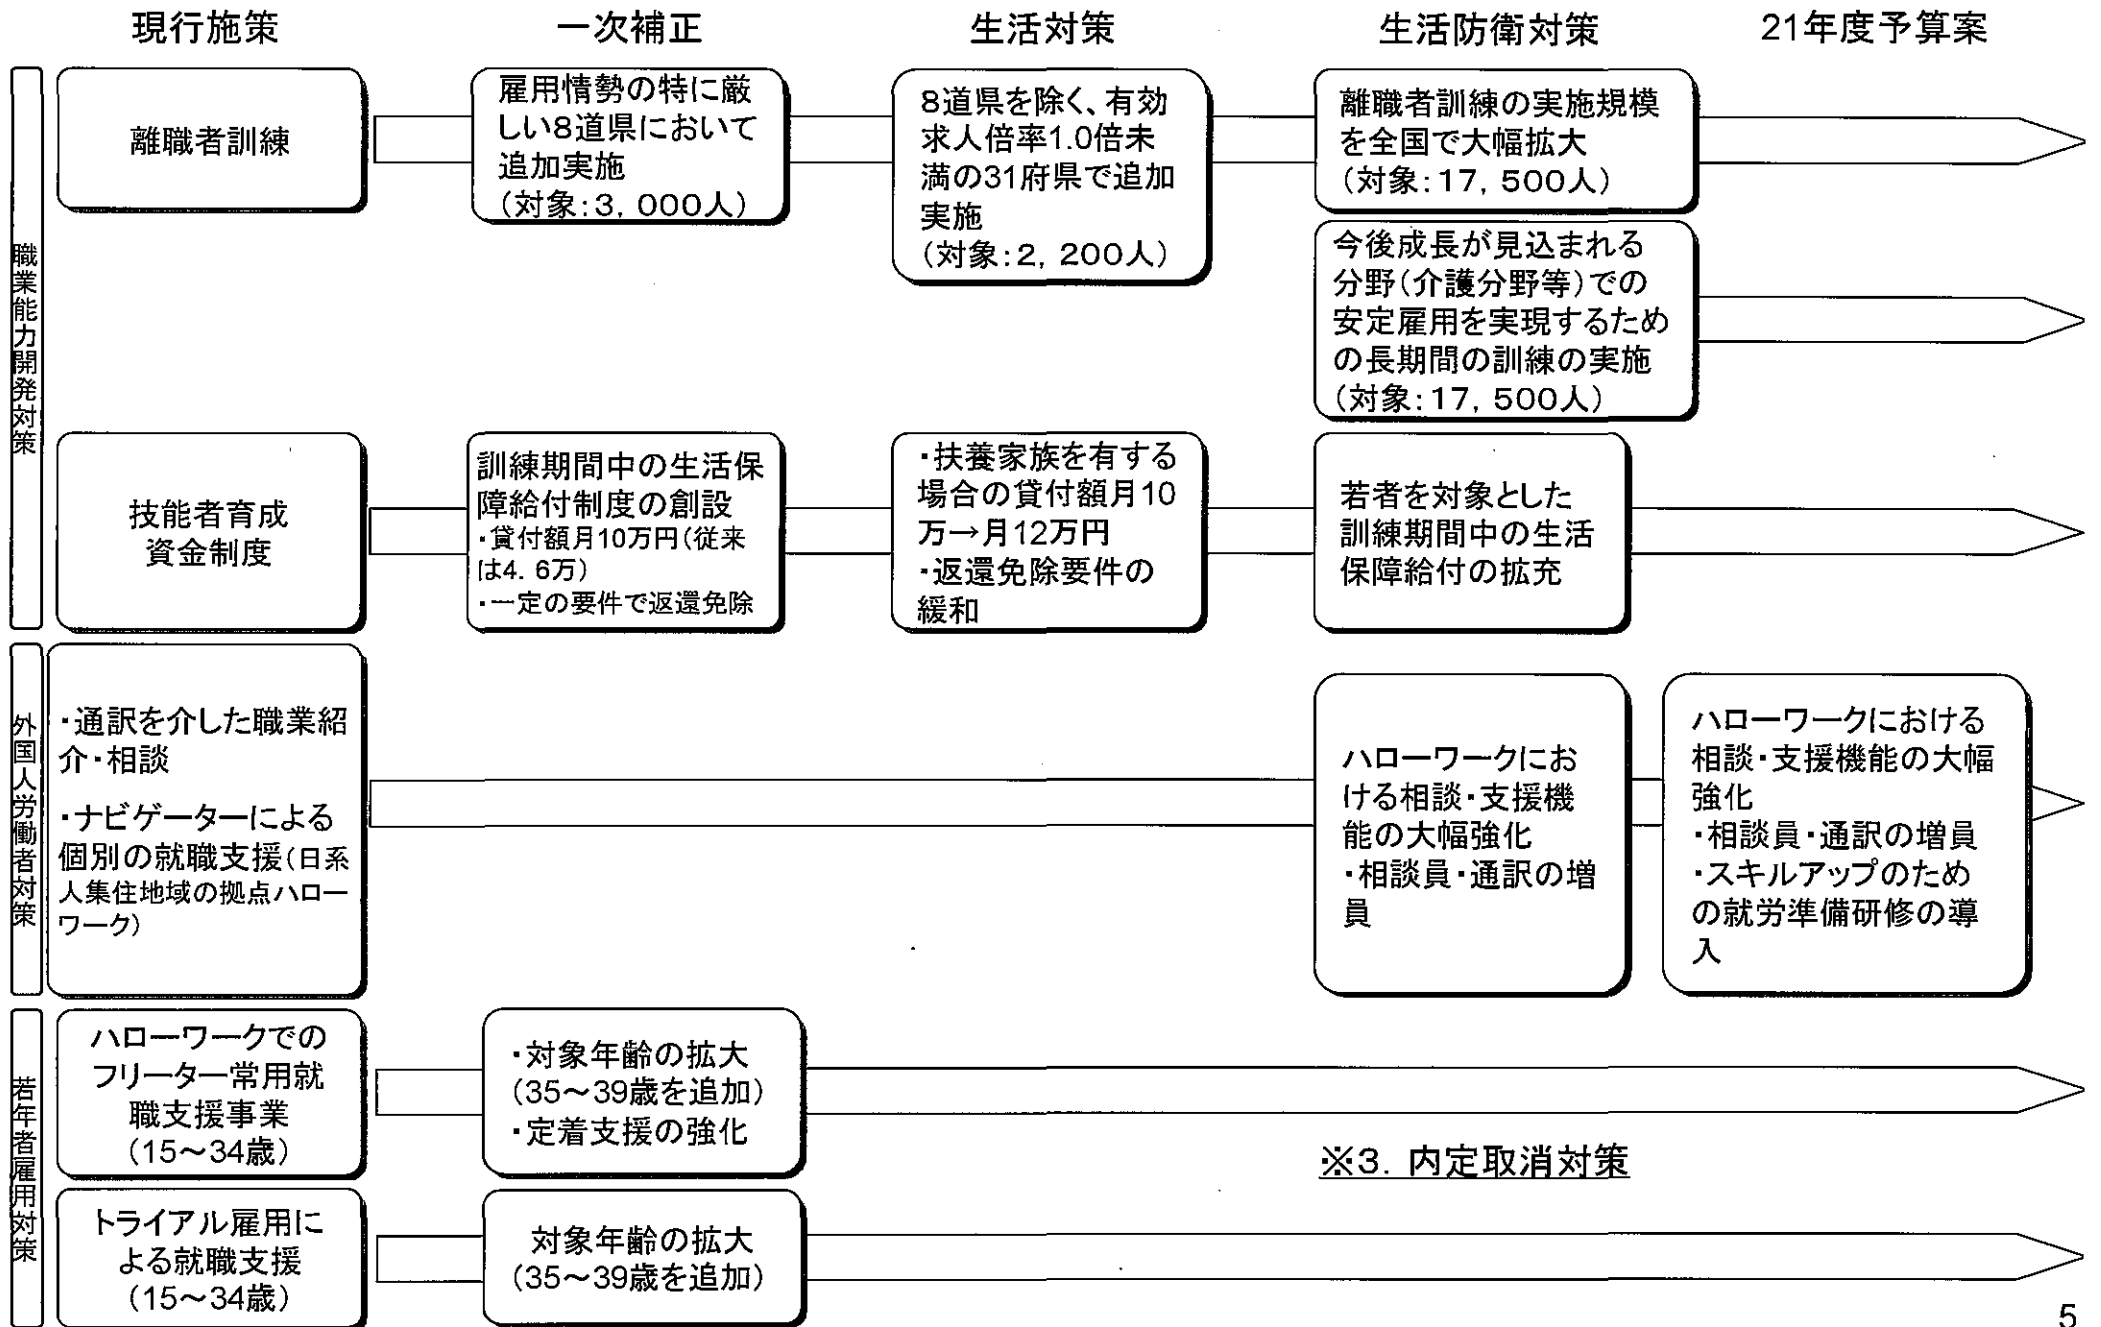 現行施策
一次補正
生活対策
生活防衛対策
21年度予算案
職業能力開発対策
離職者訓練
雇用情勢の特に厳
しい8道県において
追加実施
(対象:3,000人)
8道県を除く、有効
求人倍率1.0倍未
満の31府県で追加
実施
(対象:2,200人)
離職者訓練の実施規模
を全国で大幅拡大
(対象:17,500人)
今後成長が見込まれる
分野(介護分野等)での
安定雇用を実現するため
の長期間の訓練の実施
(対象:17,500人)
技能者育成
資金制度
訓練期間中の生活保
障給付制度の創設
・貸付額月10万円(従来
は4.6万)
・一定の要件で返還免除
・扶養家族を有する
場合の貸付額月10
万→月12万円
・返還免除要件の
緩和
若者を対象とした
訓練期間中の生活
保障給付の拡充
外国人労働者対策
・通訳を介した職業紹
介・相談
・ナビゲーターによる
個別の就職支援(日系
人集住地域の拠点ハロー
ワーク)
ハローワークにお
ける相談・支援機
能の大幅強化
・相談員・通訳の増
員
ハローワークにおける
相談・支援機能の大幅
強化
・相談員・通訳の増員
・スキルアップのため
の就労準備研修の導
入
若年者雇用対策
ハローワークでの
フリーター常用就
職支援事業
(15～34歳)
・対象年齢の拡大
(35～39歳を追加)
・定着支援の強化
※3. 内定取消対策
トライアル雇用に
よる就職支援
(15～34歳)
対象年齢の拡大
(35～39歳を追加)
5